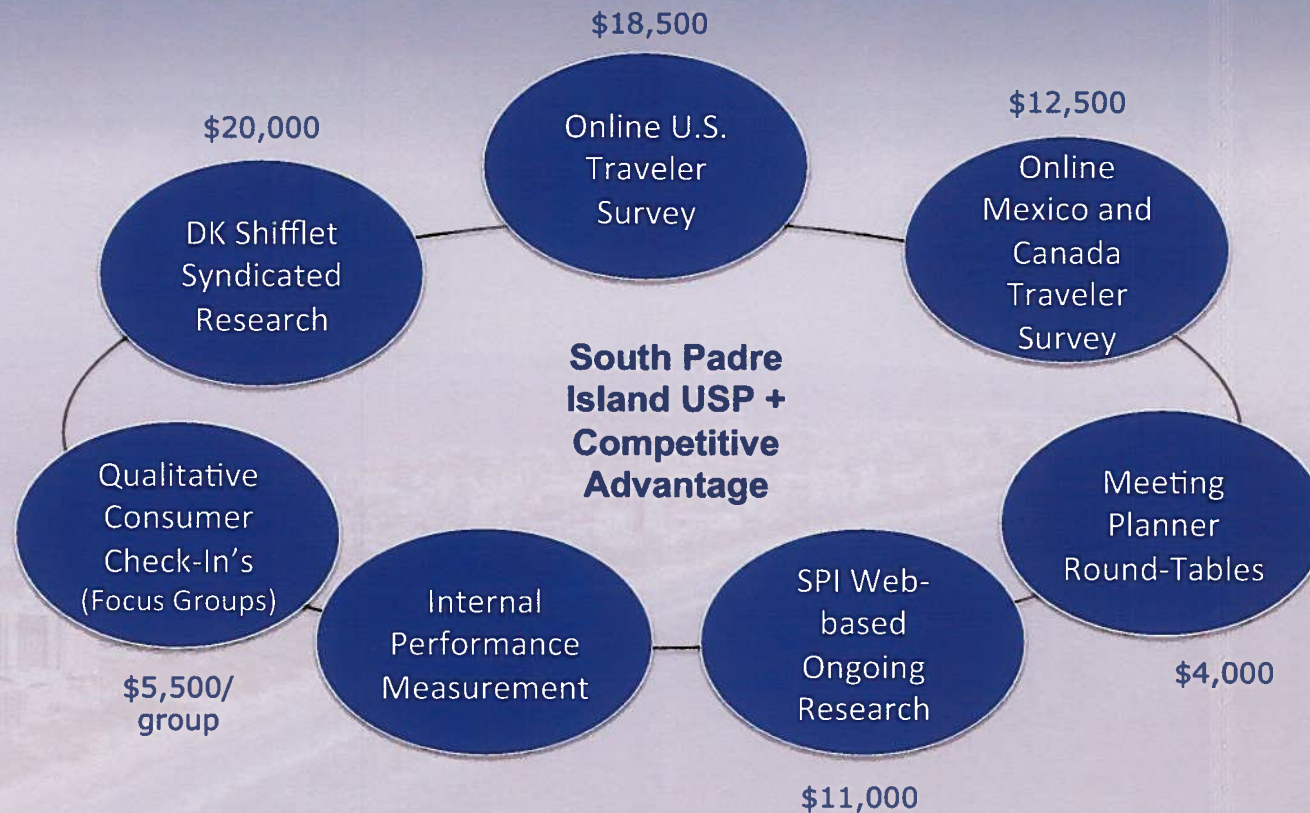 $18,500
Online U.S.
Traveler
Survey
$12,500
Online
Mexico and
Canada
Traveler
Survey
Meeting
Planner
Round-Tables
$4,000
SPI Web-
based
Ongoing
Research
$11,000
Internal
Performance
Measurement
Qualitative
Consumer
Check-In's
(Focus Groups)
$5,500/
group
$20,000
DK Shifflet
Syndicated
Research
South Padre
Island USP +
Competitive
Advantage